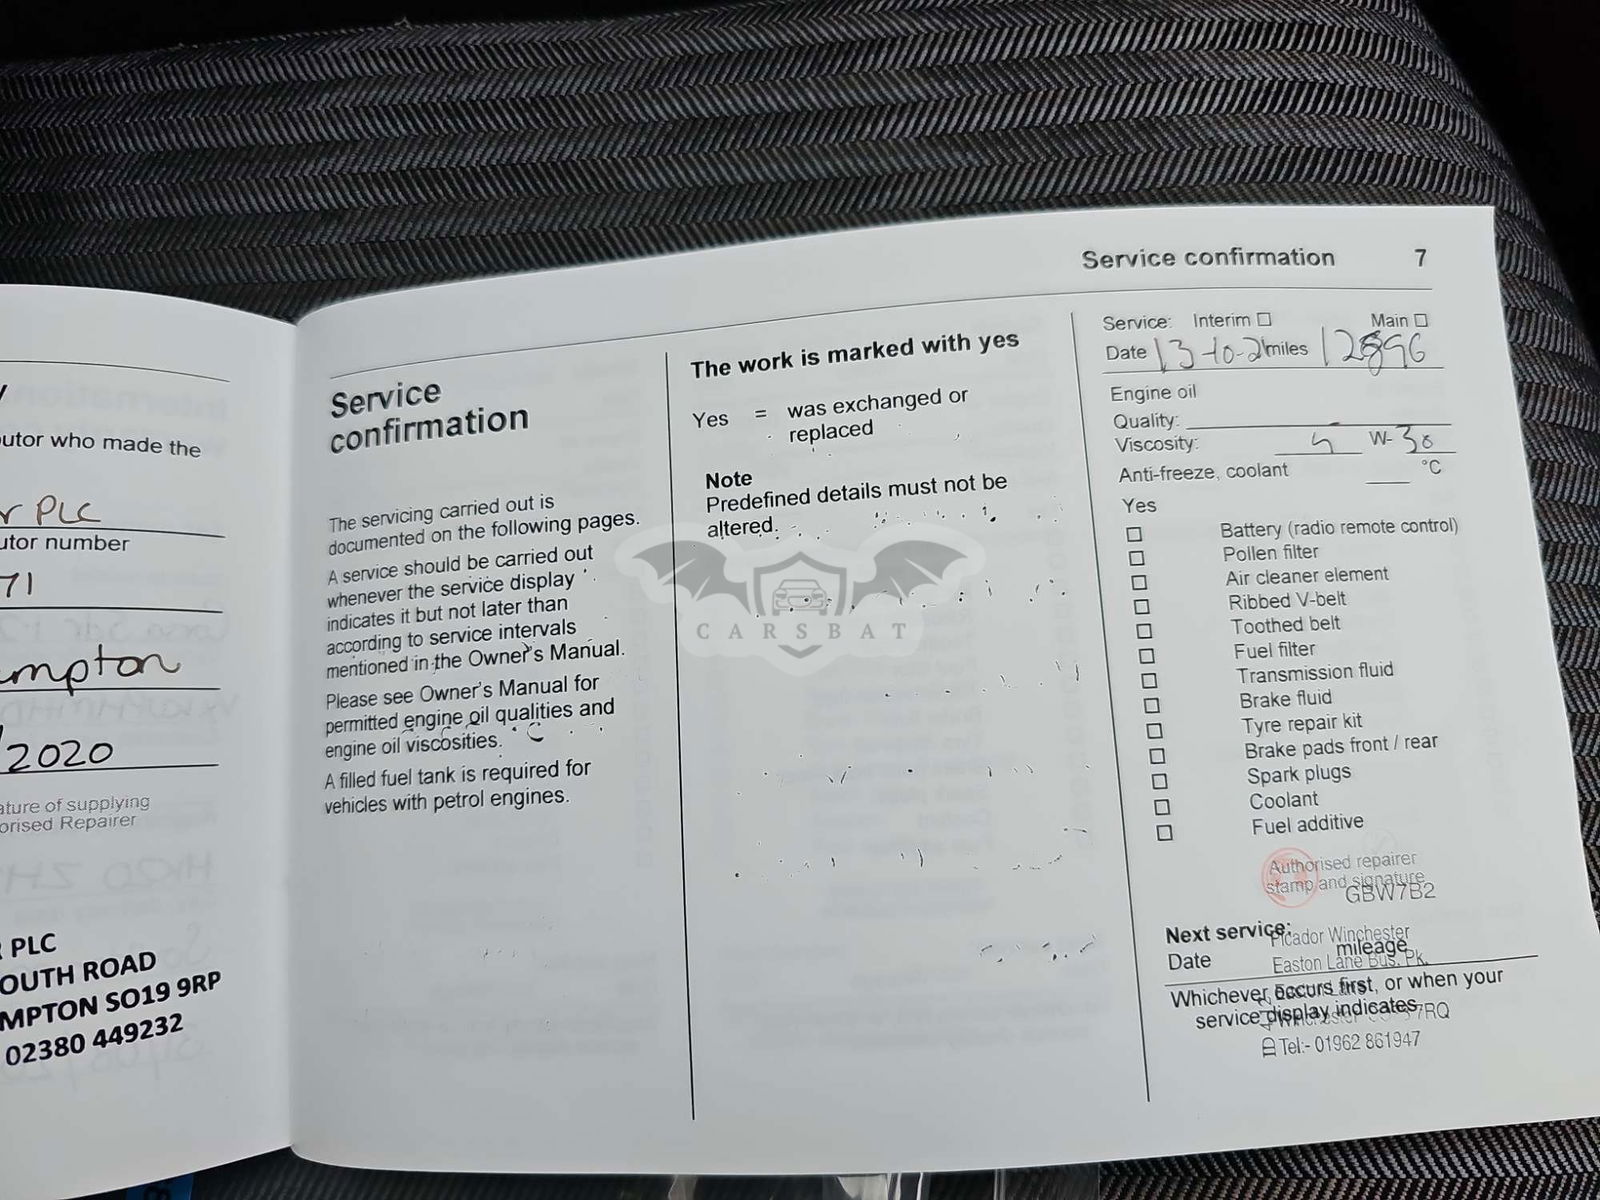 Service confirmation 7
utor who made the
r PLC
utor number
71
mpton
/2020
ature of supplying
orised Repairer
PLC
OUTH ROAD
MPTON SO19 9RP
02380 449232
Service
confirmation
The servicing carried out is
documented on the following pages.
A service should be carried out
whenever the service display
indicates it but not later than
according to service intervals
mentioned in the Owner's Manual.
Please see Owner's Manual for
permitted engine oil qualities and
engine oil viscosities.
A filled fuel tank is required for
vehicles with petrol engines.
The work is marked with yes
Yes = was exchanged or
replaced
Note
Predefined details must not be
altered.
CARSBAT
Service: Interim ☐ Main ☐
Date 13-10-21 miles 12896
Engine oil
Quality:
Viscosity: 5 W-30
Anti-freeze, coolant °C
Yes
☐ Battery (radio remote control)
☐ Pollen filter
☐ Air cleaner element
☐ Ribbed V-belt
☐ Toothed belt
☐ Fuel filter
☐ Transmission fluid
☐ Brake fluid
☐ Tyre repair kit
☐ Brake pads front / rear
☐ Spark plugs
☐ Coolant
☐ Fuel additive
Authorised repairer
stamp and signature
GBW7B2
Next service:
Picador Winchester
Date mileage
Easton Lane Bus. Pk.
Whichever occurs first, or when your
Easton Lane
service display indicates.
Winchester 7RQ
Tel:- 01962 861947